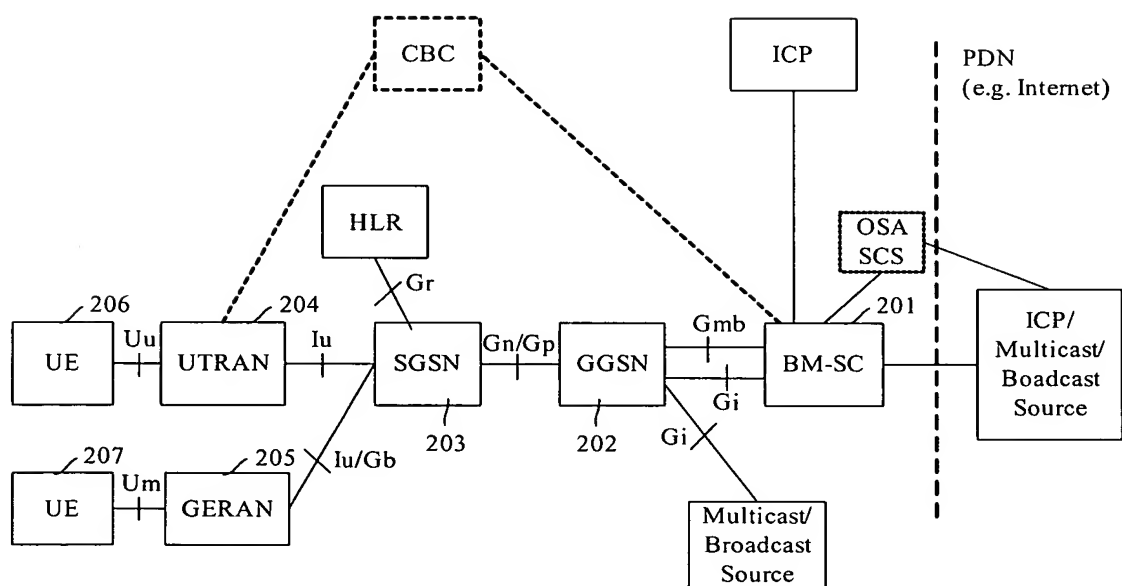 CBC
ICP
PDN
(e.g. Internet)
HLR
OSA
SCS
Gr
206
204
201
UE
Uu
UTRAN
Iu
SGSN
Gn/Gp
GGSN
Gmb
Gi
BM-SC
ICP/
Multicast/
Boadcast
Source
203
202
Gi
207
205
Iu/Gb
UE
Um
GERAN
Multicast/
Broadcast
Source